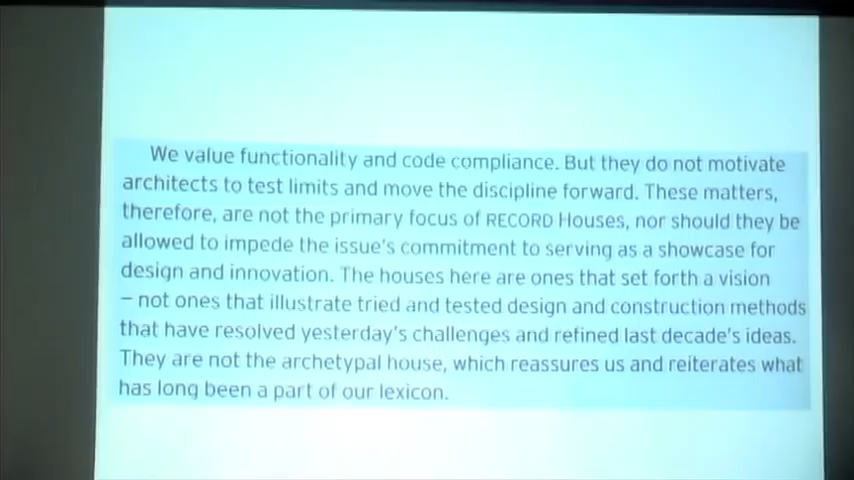 We value functionality and code compliance. But they do not motivate
architects to test limits and move the discipline forward. These matters,
therefore, are not the primary focus of RECORD Houses, nor should they be
allowed to impede the issue's commitment to serving as a showcase for
design and innovation. The houses here are ones that set forth a vision
– not ones that illustrate tried and tested design and construction methods
that have resolved yesterday's challenges and refined last decade's ideas.
They are not the archetypal house, which reassures us and reiterates what
has long been a part of our lexicon.